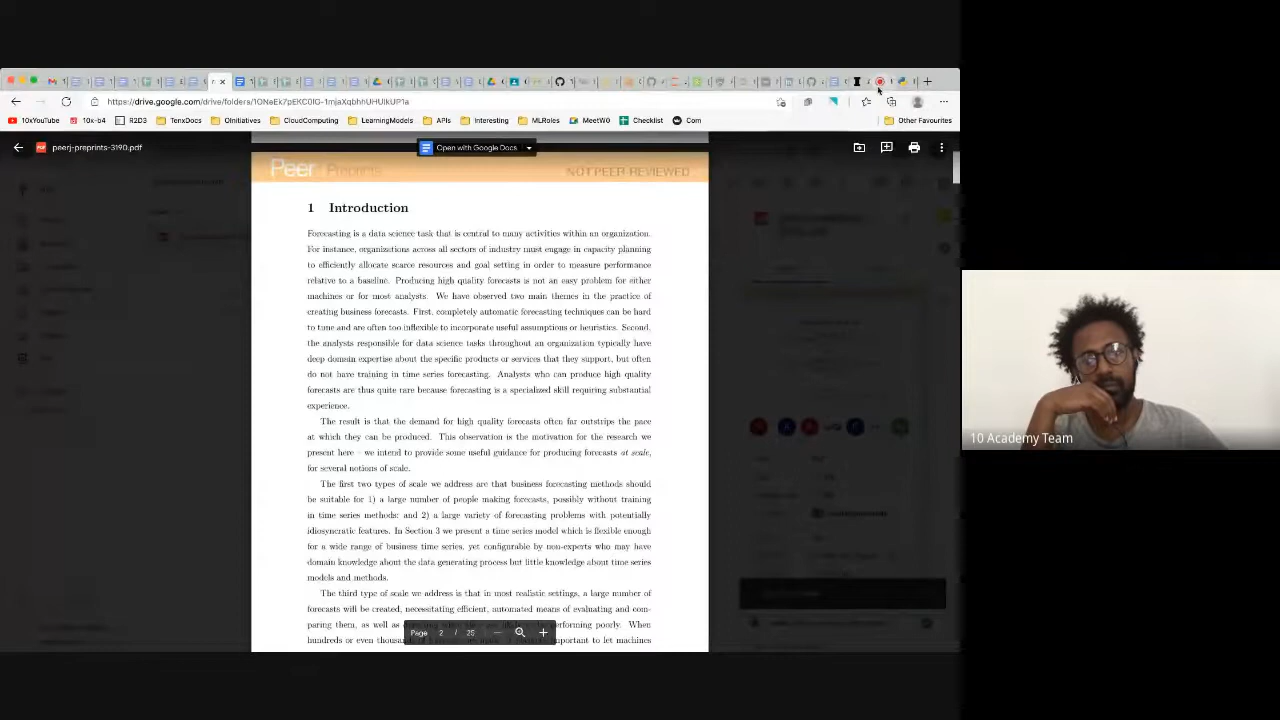 https://drive.google.com/drive/folders/
10xYouTube 10x-b4 R2D3 TenxDocs OInitiatives CloudComputing LearningModels APIs Interesting MLRoles MeetW0 Checklist Com Other Favourites
peerj-preprints-3190.pdf Open with Google Docs
Peer Preprints NOT PEER-REVIEWED
1 Introduction
Forecasting is a data science task that is central to many activities within an organization.
For instance, organizations across all sectors of industry must engage in capacity planning
to efficiently allocate scarce resources and goal setting in order to measure performance
relative to a baseline. Producing high quality forecasts is not an easy problem for either
machines or for most analysts. We have observed two main themes in the practice of
creating business forecasts. First, completely automatic forecasting techniques can be hard
to tune and are often too inflexible to incorporate useful assumptions or heuristics. Second,
the analysts responsible for data science tasks throughout an organization typically have
deep domain expertise about the specific products or services that they support, but often
do not have training in time series forecasting. Analysts who can produce high quality
forecasts are thus quite rare because forecasting is a specialized skill requiring substantial
experience.
The result is that the demand for high quality forecasts often far outstrips the pace
at which they can be produced. This observation is the motivation for the research we
present here – we intend to provide some useful guidance for producing forecasts at scale,
for several notions of scale.
The first two types of scale we address are that business forecasting methods should
be suitable for 1) a large number of people making forecasts, possibly without training
in time series methods; and 2) a large variety of forecasting problems with potentially
idiosyncratic features. In Section 3 we present a time series model which is flexible enough
for a wide range of business time series, yet configurable by non-experts who may have
domain knowledge about the data generating process but little knowledge about time series
models and methods.
The third type of scale we address is that in most realistic settings, a large number of
forecasts will be created, necessitating efficient, automated means of evaluating and com-
paring them, as well as performing poorly. When
hundreds or even important to let machines
Page 2 / 25
10 Academy Team